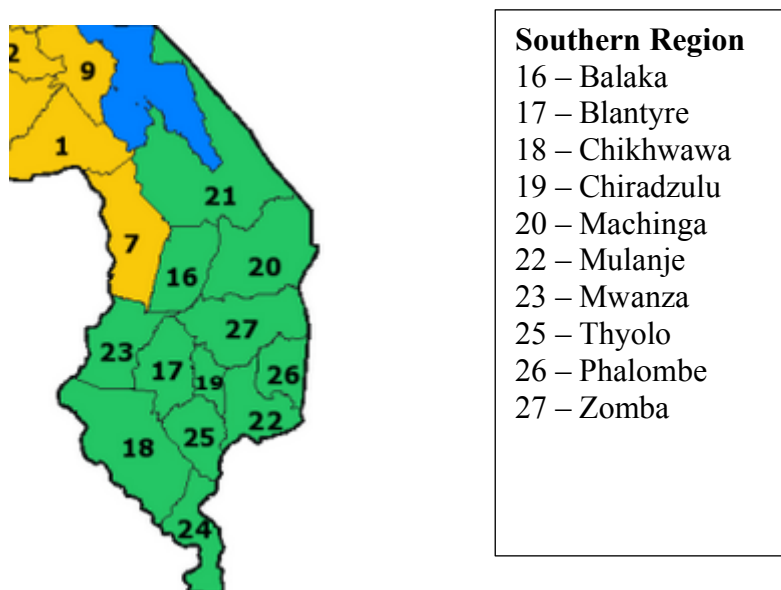 2
9
1
21
7
16
20
27
23
17
19
26
22
25
18
24
Southern Region
16 – Balaka
17 – Blantyre
18 – Chikhwawa
19 – Chiradzulu
20 – Machinga
22 – Mulanje
23 – Mwanza
25 – Thyolo
26 – Phalombe
27 – Zomba